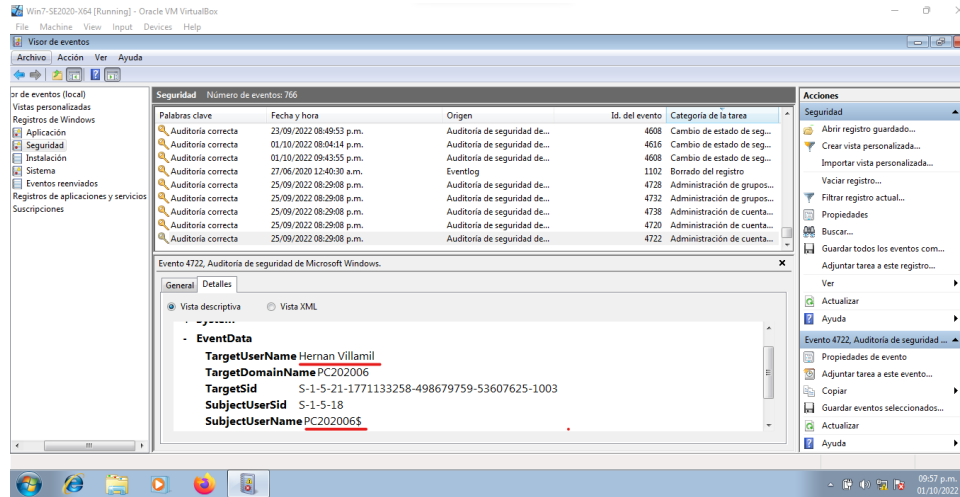 Win7-SE2020-X64 [Running] - Oracle VM VirtualBox
File Machine View Input Devices Help
Visor de eventos
Archivo Acción Ver Ayuda
or de eventos (local)
Vistas personalizadas
Registros de Windows
Aplicación
Seguridad
Instalación
Sistema
Eventos reenviados
Registros de aplicaciones y servicios
Suscripciones
Seguridad Número de eventos: 766
Palabras clave Fecha y hora Origen Id. del evento Categoría de la tarea
Auditoría correcta 23/09/2022 08:49:53 p.m. Auditoría de seguridad de... 4608 Cambio de estado de seg...
Auditoría correcta 01/10/2022 08:04:14 p.m. Auditoría de seguridad de... 4616 Cambio de estado de seg...
Auditoría correcta 01/10/2022 09:43:55 p.m. Auditoría de seguridad de... 4608 Cambio de estado de seg...
Auditoría correcta 27/06/2020 12:40:30 a.m. Eventlog 1102 Borrado del registro
Auditoría correcta 25/09/2022 08:29:08 p.m. Auditoría de seguridad de... 4728 Administración de grupos...
Auditoría correcta 25/09/2022 08:29:08 p.m. Auditoría de seguridad de... 4732 Administración de grupos...
Auditoría correcta 25/09/2022 08:29:08 p.m. Auditoría de seguridad de... 4738 Administración de cuenta...
Auditoría correcta 25/09/2022 08:29:08 p.m. Auditoría de seguridad de... 4720 Administración de cuenta...
Auditoría correcta 25/09/2022 08:29:08 p.m. Auditoría de seguridad de... 4722 Administración de cuenta...
Evento 4722, Auditoría de seguridad de Microsoft Windows.
General Detalles
Vista descriptiva Vista XML
- EventData
TargetUserName Hernan Villamil
TargetDomainName PC202006
TargetSid S-1-5-21-1771133258-498679759-53607625-1003
SubjectUserSid S-1-5-18
SubjectUserName PC202006$
Acciones
Seguridad
Abrir registro guardado...
Crear vista personalizada...
Importar vista personalizada...
Vaciar registro...
Filtrar registro actual...
Propiedades
Buscar...
Guardar todos los eventos com...
Adjuntar tarea a este registro...
Ver
Actualizar
Ayuda
Evento 4722, Auditoría de seguridad ...
Propiedades de evento
Adjuntar tarea a este evento...
Copiar
Guardar eventos seleccionados...
Actualizar
Ayuda
09:57 p.m.
01/10/2022